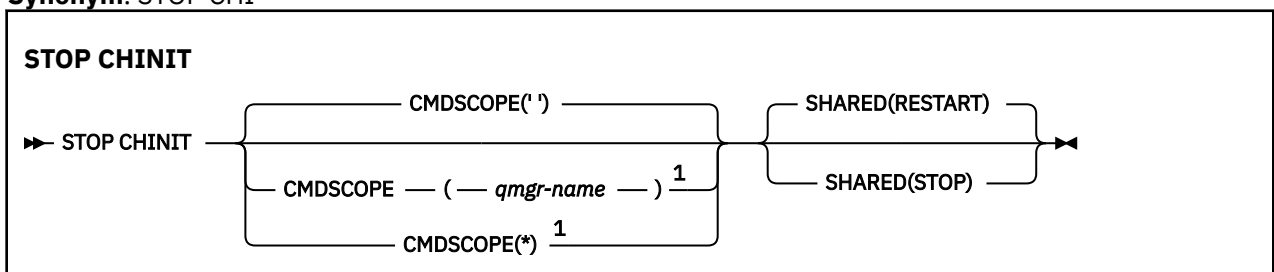 Synonym: STOP CHI
STOP CHINIT
CMDSCOPE(' ') SHARED(RESTART)
STOP CHINIT
CMDSCOPE ( qmgr-name ) 1 SHARED(STOP)
CMDSCOPE(*) 1